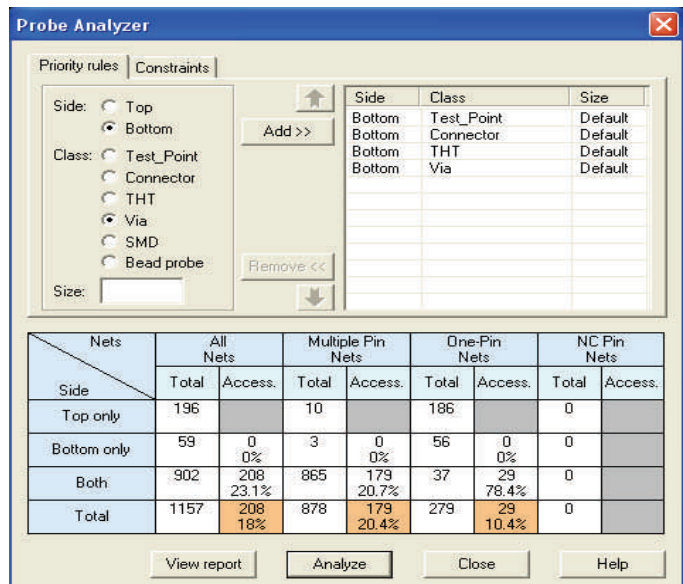 Probe Analyzer
Priority rules
Constraints
Side:
Top
Bottom
Class:
Test_Point
Connector
THT
Via
SMD
Bead probe
Size:
Add >>
Remove <<
Side Class Size
Bottom Test_Point Default
Bottom Connector Default
Bottom THT Default
Bottom Via Default
Nets
Side
All Nets
Multiple Pin Nets
One-Pin Nets
NC Pin Nets
Total Access. Total Access. Total Access. Total Access.
Top only 196 10 186 0
Bottom only 59 0 0% 3 0 0% 56 0 0% 0
Both 902 208 23.1% 865 179 20.7% 37 29 78.4% 0
Total 1157 208 18% 878 179 20.4% 279 29 10.4% 0
View report
Analyze
Close
Help